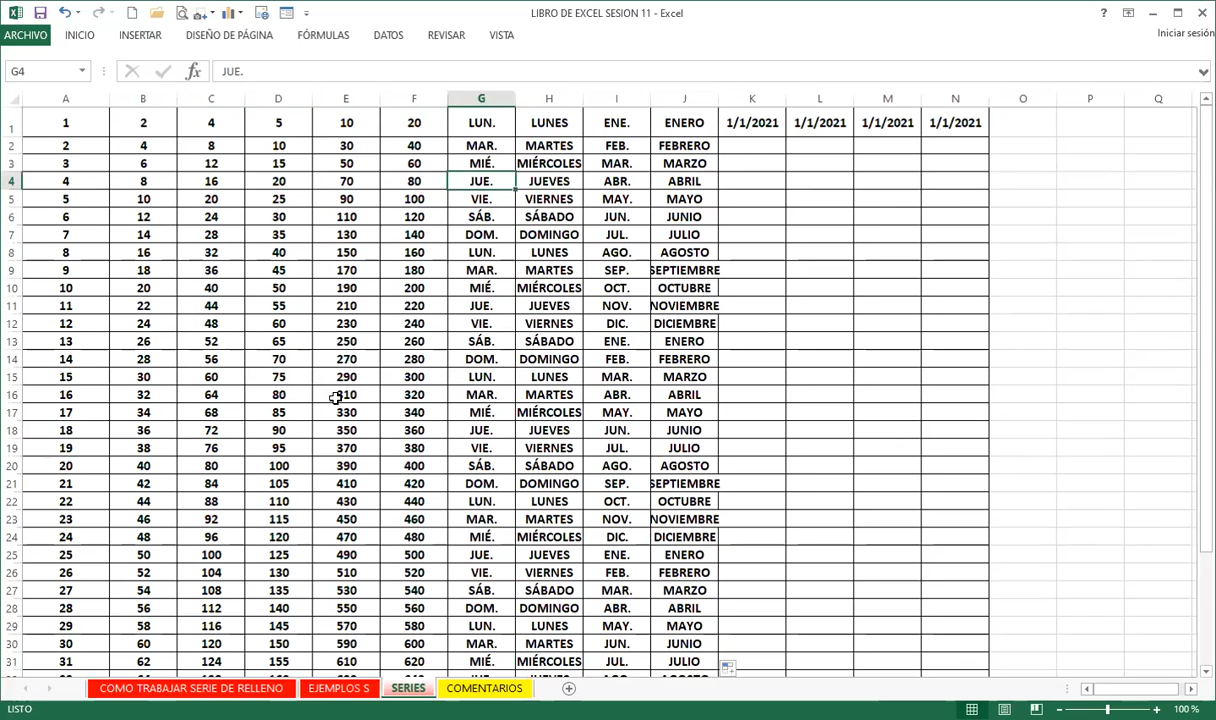 LIBRO DE EXCEL SESION 11 - Excel
ARCHIVO INICIO INSERTAR DISEÑO DE PÁGINA FÓRMULAS DATOS REVISAR VISTA Iniciar sesión
G4 fx JUE.
A B C D E F G H I J K L M N O P Q
1 1 2 4 5 10 20 LUN. LUNES ENE. ENERO 1/1/2021 1/1/2021 1/1/2021 1/1/2021
2 2 4 8 10 30 40 MAR. MARTES FEB. FEBRERO
3 3 6 12 15 50 60 MIÉ. MIÉRCOLES MAR. MARZO
4 4 8 16 20 70 80 JUE. JUEVES ABR. ABRIL
5 5 10 20 25 90 100 VIE. VIERNES MAY. MAYO
6 6 12 24 30 110 120 SÁB. SÁBADO JUN. JUNIO
7 7 14 28 35 130 140 DOM. DOMINGO JUL. JULIO
8 8 16 32 40 150 160 LUN. LUNES AGO. AGOSTO
9 9 18 36 45 170 180 MAR. MARTES SEP. SEPTIEMBRE
10 10 20 40 50 190 200 MIÉ. MIÉRCOLES OCT. OCTUBRE
11 11 22 44 55 210 220 JUE. JUEVES NOV. NOVIEMBRE
12 12 24 48 60 230 240 VIE. VIERNES DIC. DICIEMBRE
13 13 26 52 65 250 260 SÁB. SÁBADO ENE. ENERO
14 14 28 56 70 270 280 DOM. DOMINGO FEB. FEBRERO
15 15 30 60 75 290 300 LUN. LUNES MAR. MARZO
16 16 32 64 80 310 320 MAR. MARTES ABR. ABRIL
17 17 34 68 85 330 340 MIÉ. MIÉRCOLES MAY. MAYO
18 18 36 72 90 350 360 JUE. JUEVES JUN. JUNIO
19 19 38 76 95 370 380 VIE. VIERNES JUL. JULIO
20 20 40 80 100 390 400 SÁB. SÁBADO AGO. AGOSTO
21 21 42 84 105 410 420 DOM. DOMINGO SEP. SEPTIEMBRE
22 22 44 88 110 430 440 LUN. LUNES OCT. OCTUBRE
23 23 46 92 115 450 460 MAR. MARTES NOV. NOVIEMBRE
24 24 48 96 120 470 480 MIÉ. MIÉRCOLES DIC. DICIEMBRE
25 25 50 100 125 490 500 JUE. JUEVES ENE. ENERO
26 26 52 104 130 510 520 VIE. VIERNES FEB. FEBRERO
27 27 54 108 135 530 540 SÁB. SÁBADO MAR. MARZO
28 28 56 112 140 550 560 DOM. DOMINGO ABR. ABRIL
29 29 58 116 145 570 580 LUN. LUNES MAY. MAYO
30 30 60 120 150 590 600 MAR. MARTES JUN. JUNIO
31 31 62 124 155 610 620 MIÉ. MIÉRCOLES JUL. JULIO
COMO TRABAJAR SERIE DE RELLENO EJEMPLOS S SERIES COMENTARIOS
LISTO 100 %